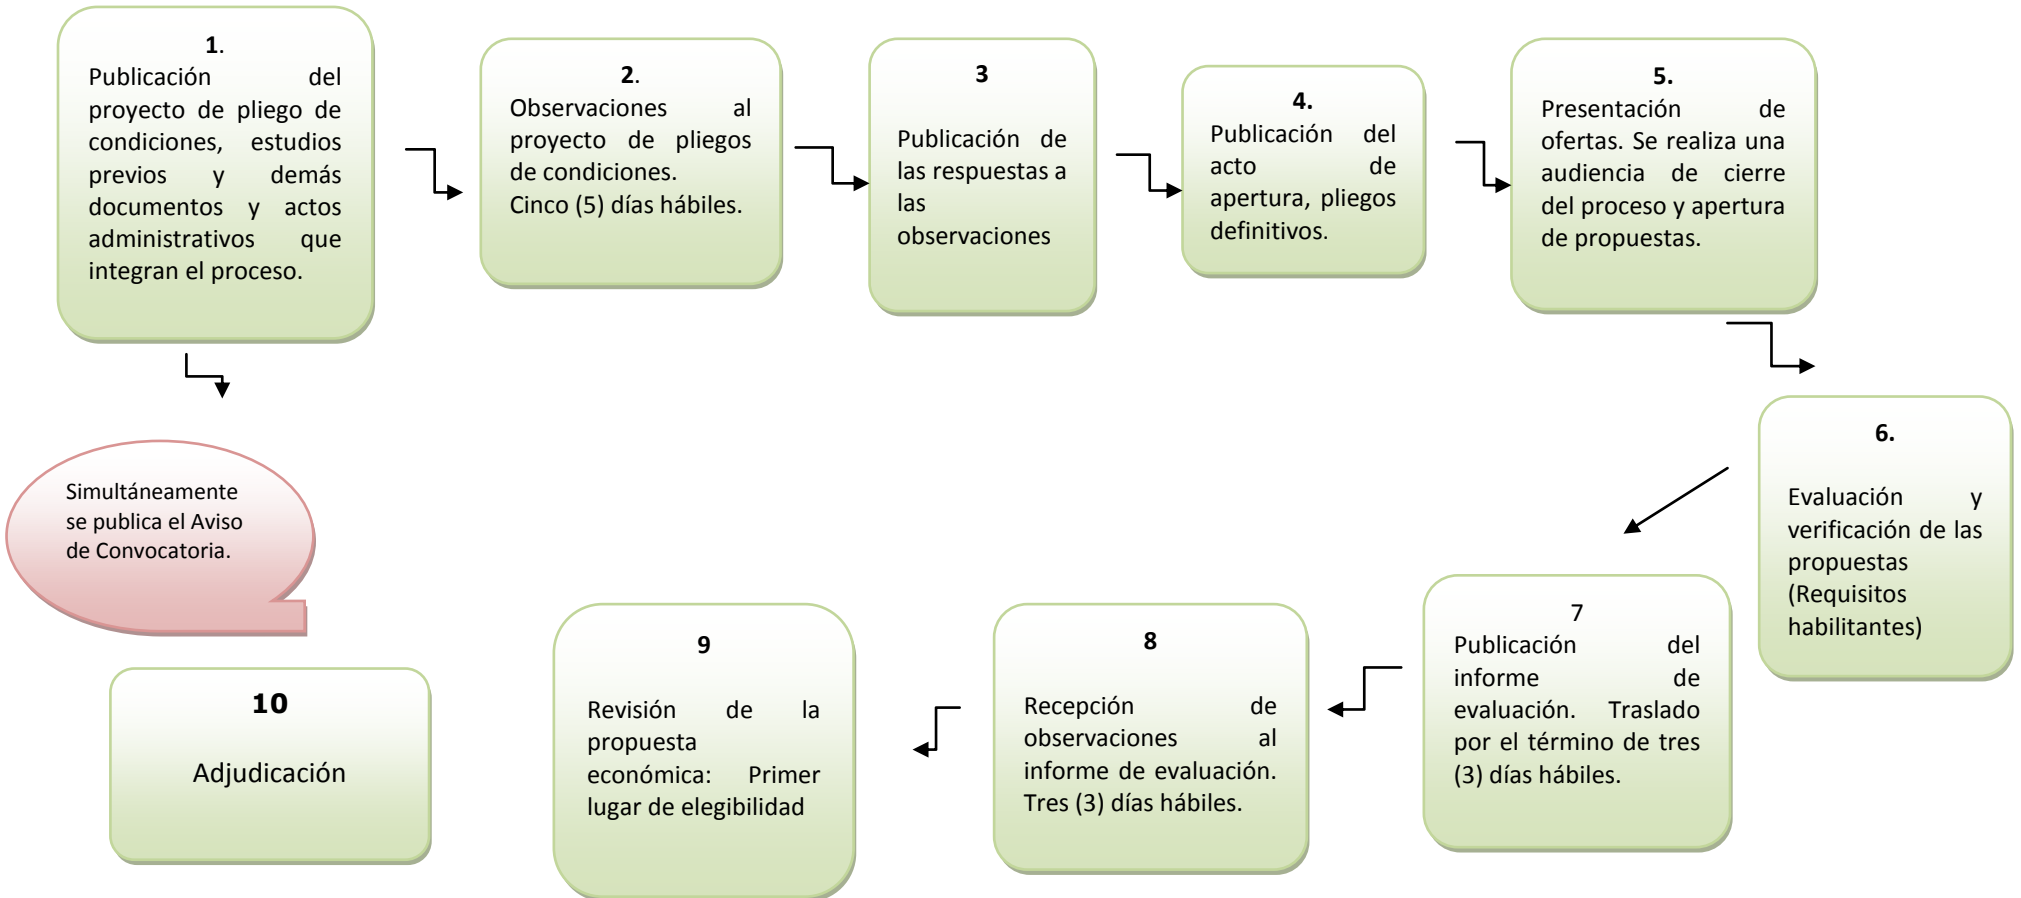 1.
Publicación del
proyecto de pliego de
condiciones, estudios
previos y demás
documentos y actos
administrativos que
integran el proceso.
2.
Observaciones al
proyecto de pliegos
de condiciones.
Cinco (5) días hábiles.
3
Publicación de
las respuestas a
las
observaciones
4.
Publicación del
acto de
apertura, pliegos
definitivos.
5.
Presentación de
ofertas. Se realiza una
audiencia de cierre
del proceso y apertura
de propuestas.
Simultáneamente
se publica el Aviso
de Convocatoria.
6.
Evaluación y
verificación de las
propuestas
(Requisitos
habilitantes)
7
Publicación del
informe de
evaluación. Traslado
por el término de tres
(3) días hábiles.
8
Recepción de
observaciones al
informe de evaluación.
Tres (3) días hábiles.
9
Revisión de la
propuesta
económica: Primer
lugar de elegibilidad
10
Adjudicación